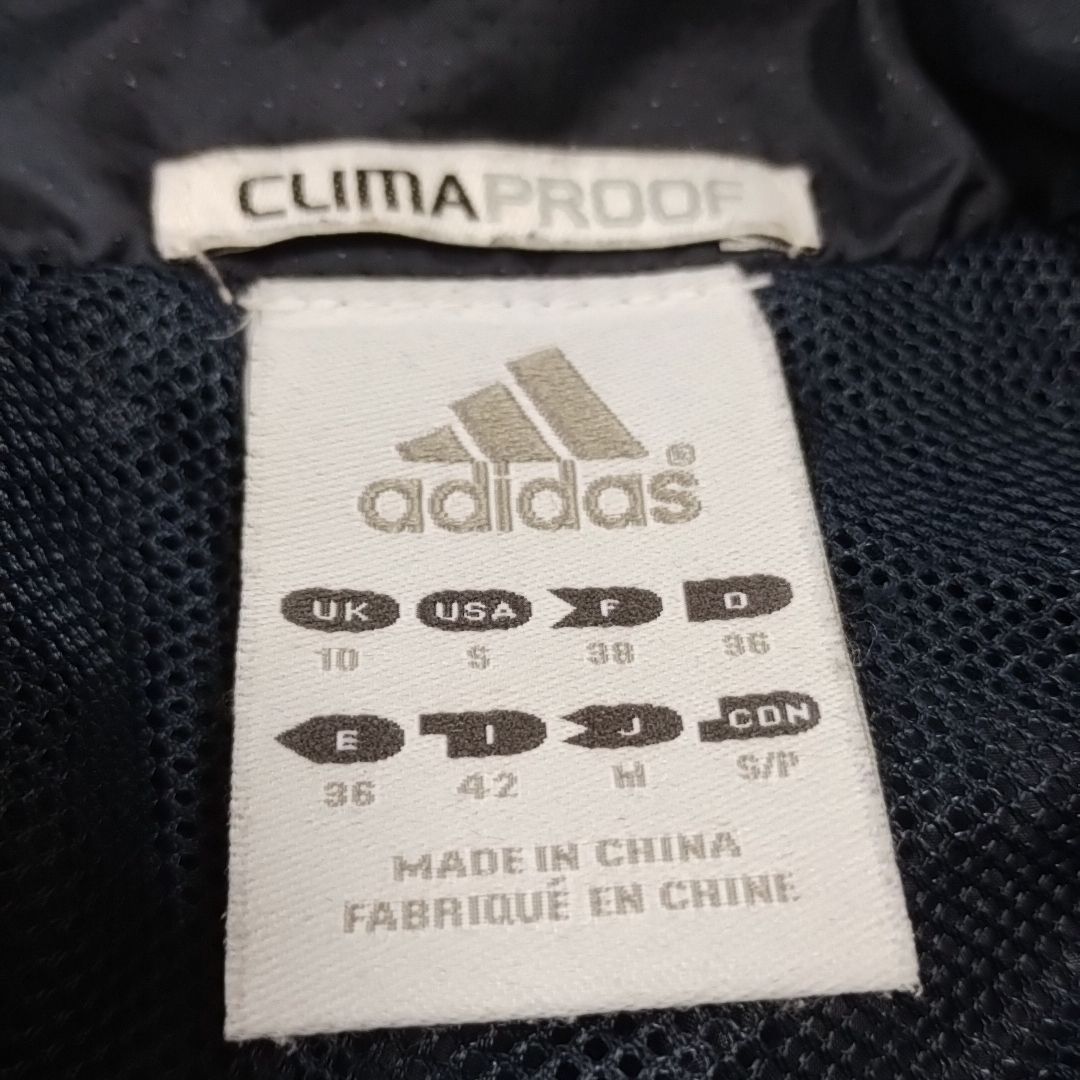 CLIMAPROOF
adidas®
UK USA F D
10 S 38 36
E I J CON
36 42 M S/P
MADE IN CHINA
FABRIQUÉ EN CHINE